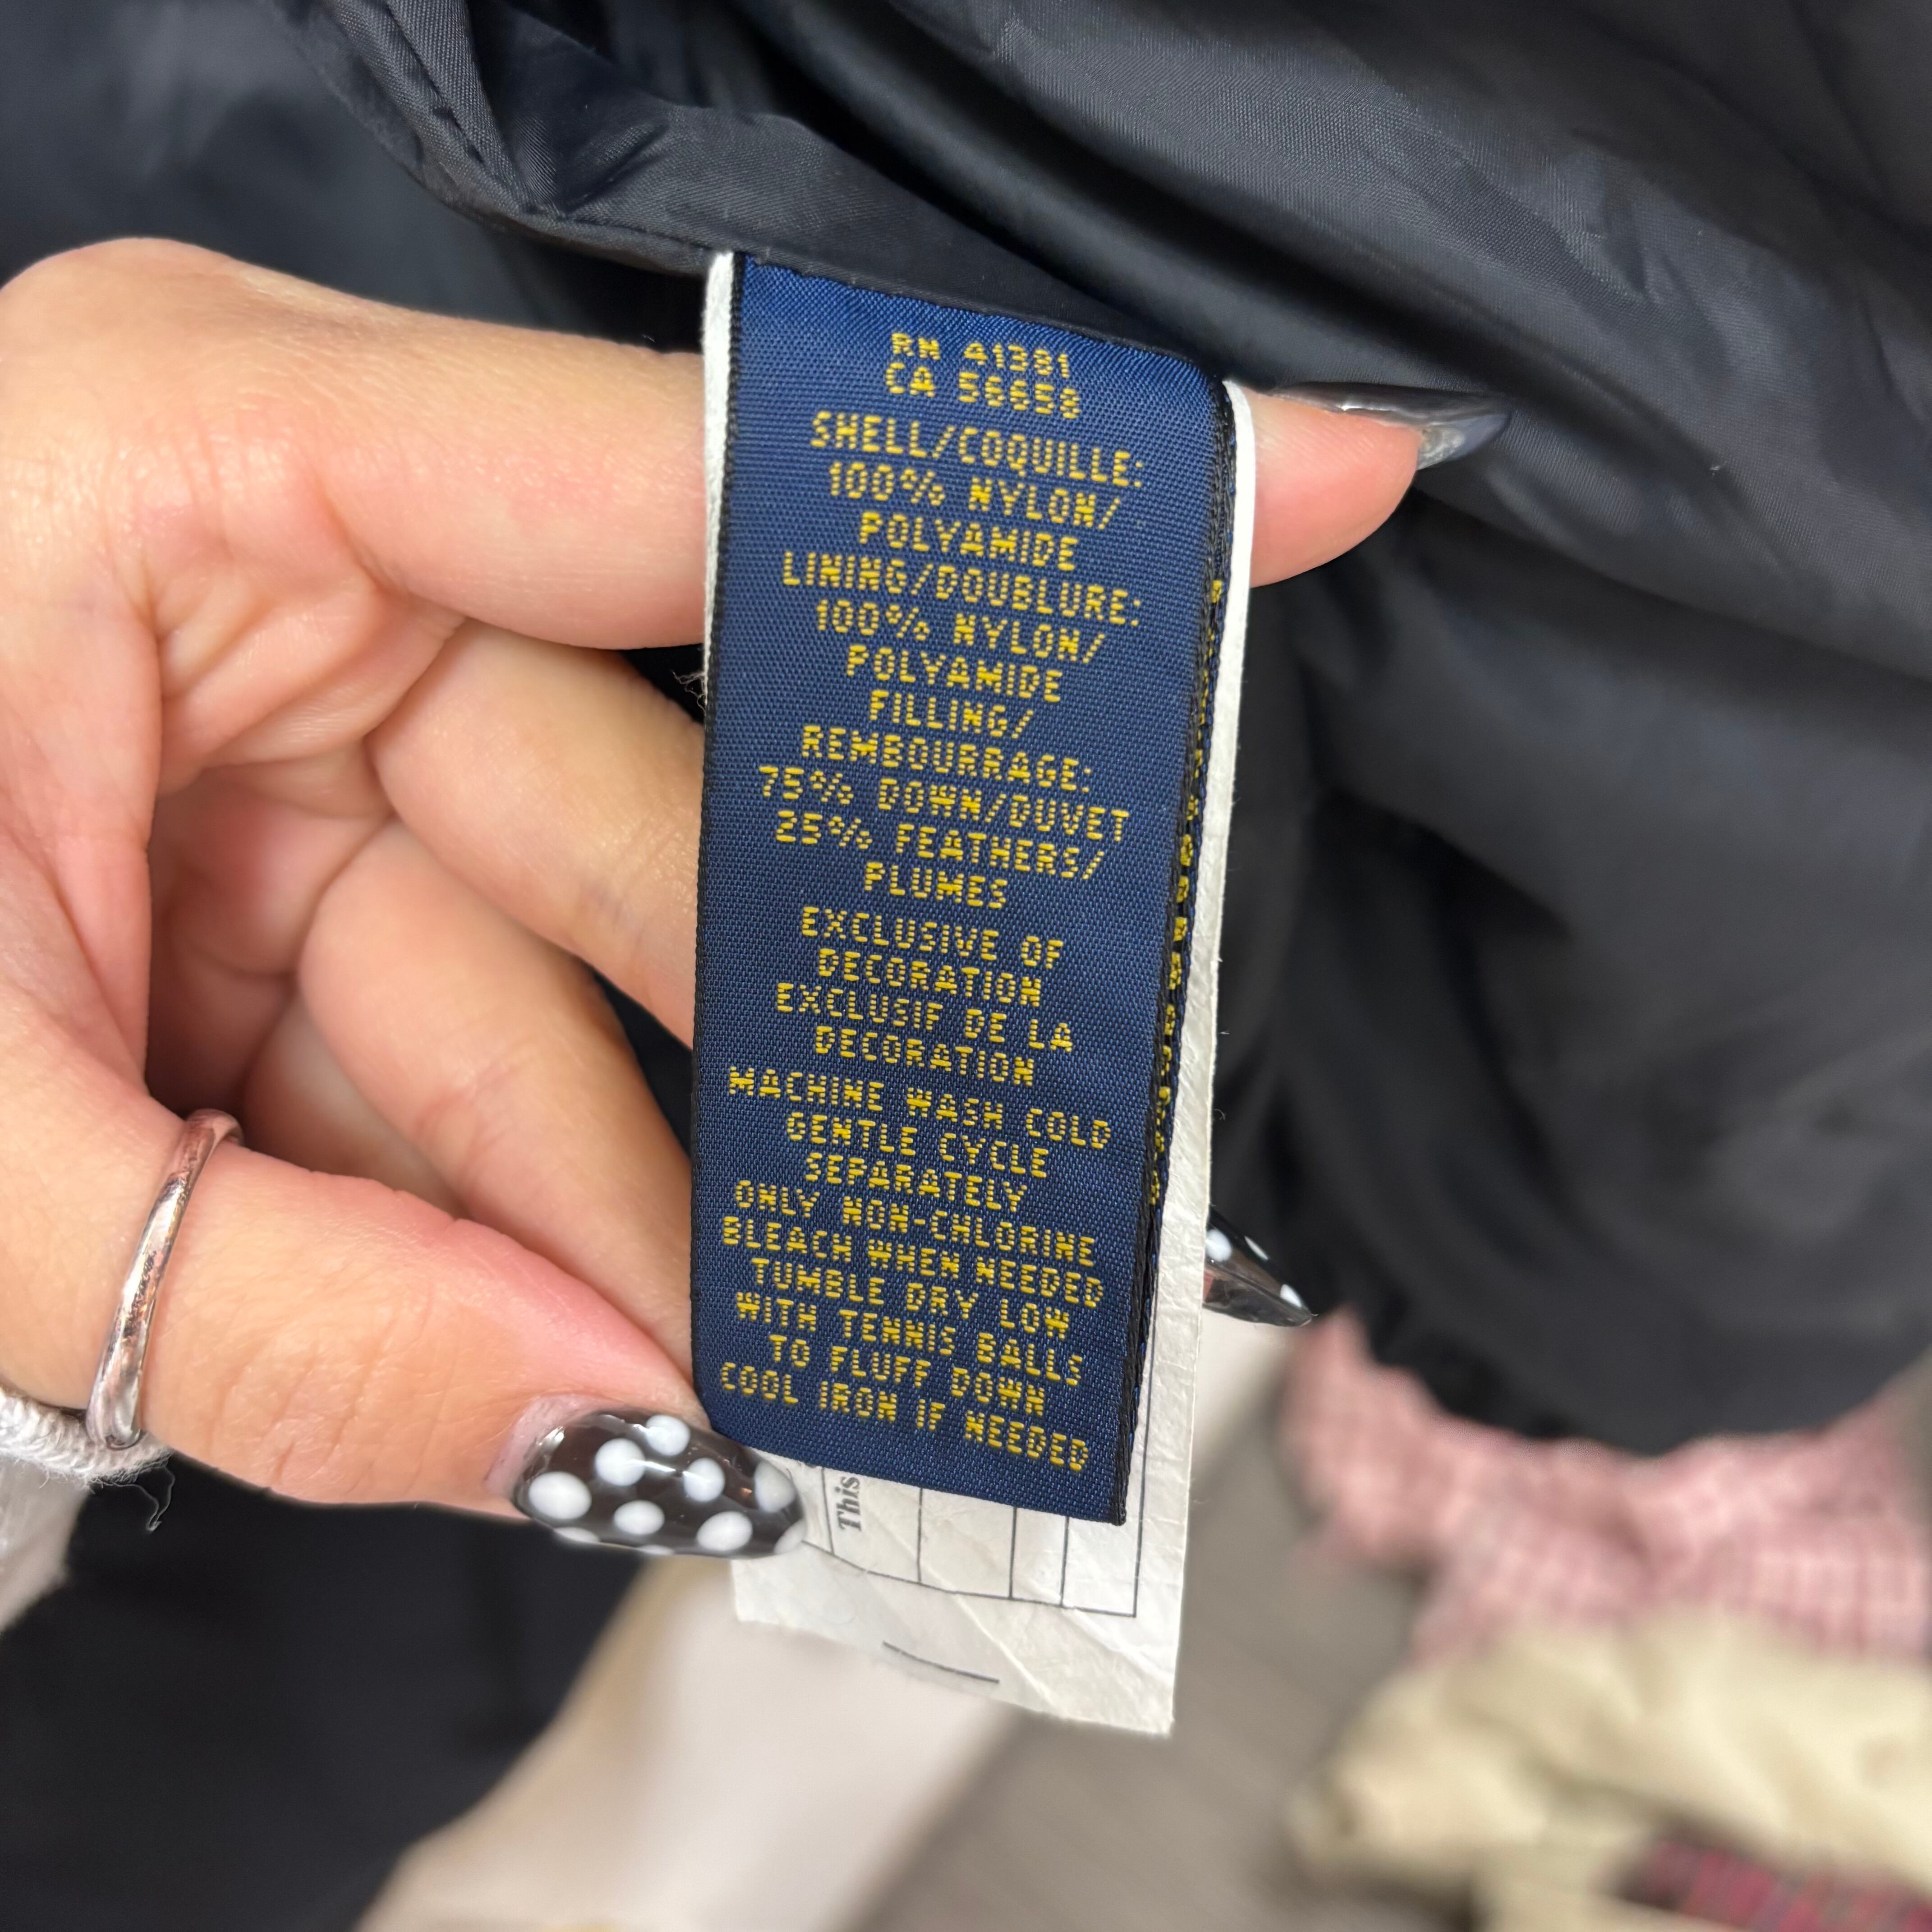 RN 41381
CA 56658
SHELL/COQUILLE:
100% NYLON/
POLYAMIDE
LINING/DOUBLURE:
100% NYLON/
POLYAMIDE
FILLING/
REMBOURRAGE:
75% DOWN/DUVET
25% FEATHERS/
PLUMES
EXCLUSIVE OF
DECORATION
EXCLUSIF DE LA
DECORATION
MACHINE WASH COLD
GENTLE CYCLE
SEPARATELY
ONLY NON-CHLORINE
BLEACH WHEN NEEDED
TUMBLE DRY LOW
WITH TENNIS BALLS
TO FLUFF DOWN
COOL IRON IF NEEDED
This